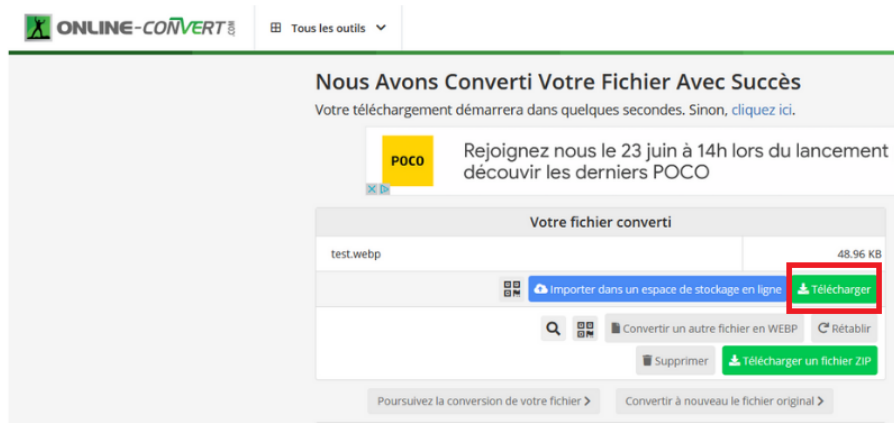 ONLINE-CONVERT.COM
Tous les outils
Nous Avons Converti Votre Fichier Avec Succès
Votre téléchargement démarrera dans quelques secondes. Sinon, cliquez ici.
POCO
Rejoignez nous le 23 juin à 14h lors du lancement
découvir les derniers POCO
Votre fichier converti
test.webp 48.96 KB
Importer dans un espace de stockage en ligne Télécharger
Convertir un autre fichier en WEBP Rétablir
Supprimer Télécharger un fichier ZIP
Poursuivez la conversion de votre fichier > Convertir à nouveau le fichier original >